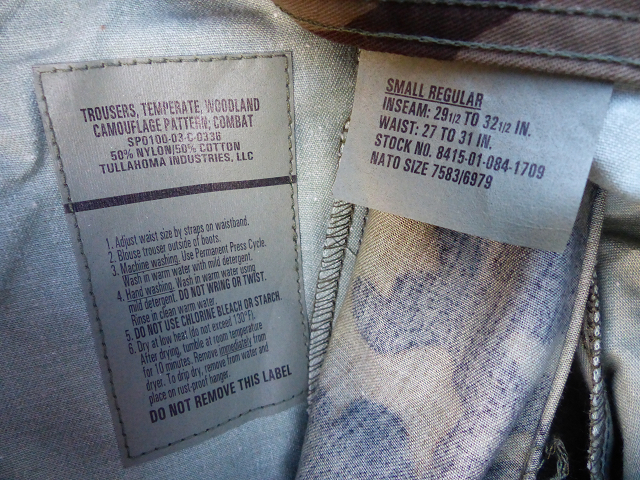 TROUSERS, TEMPERATE, WOODLAND
CAMOUFLAGE PATTERN; COMBAT
SPO100-03-C-0336
50% NYLON/50% COTTON
TULLAHOMA INDUSTRIES, LLC
1. Adjust waist size by straps on waistband.
2. Blouse trouser outside of boots.
3. Machine washing. Use Permanent Press Cycle.
Wash in warm water with mild detergent.
4. Hand washing. Wash in warm water using
mild detergent. DO NOT WRING OR TWIST.
Rinse in clean warm water.
5. DO NOT USE CHLORINE BLEACH OR STARCH.
6. Dry at low heat (do not exceed 130°F).
After drying, tumble at room temperature
for 10 minutes. Remove immediately from
dryer. To drip dry, remove from water and
place on rust-proof hanger.
DO NOT REMOVE THIS LABEL
SMALL REGULAR
INSEAM: 29 1/2 TO 32 1/2 IN.
WAIST: 27 TO 31 IN.
STOCK NO. 8415-01-084-1709
NATO SIZE 7583/6979